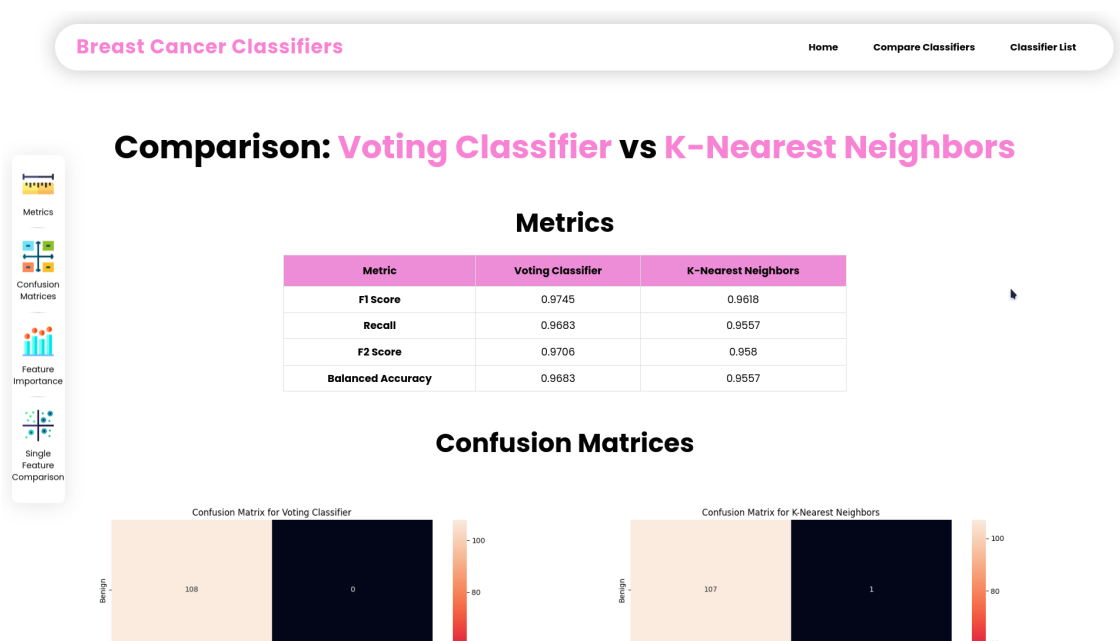 Breast Cancer Classifiers
Home Compare Classifiers Classifier List
Comparison: Voting Classifier vs K-Nearest Neighbors
Metrics
Confusion
Matrices
Feature
Importance
Single
Feature
Comparison
Metrics
Metric Voting Classifier K-Nearest Neighbors
F1 Score 0.9745 0.9618
Recall 0.9683 0.9557
F2 Score 0.9706 0.958
Balanced Accuracy 0.9683 0.9557
Confusion Matrices
Confusion Matrix for Voting Classifier
Benign
108 0
100
80
Confusion Matrix for K-Nearest Neighbors
Benign
107 1
100
80